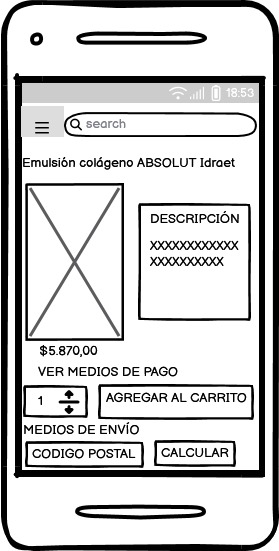 18:53
search
Emulsión colágeno ABSOLUT Idraet
DESCRIPCIÓN
XXXXXXXXXXXX
XXXXXXXXXX
$5.870,00
VER MEDIOS DE PAGO
1
AGREGAR AL CARRITO
MEDIOS DE ENVÍO
CODIGO POSTAL
CALCULAR